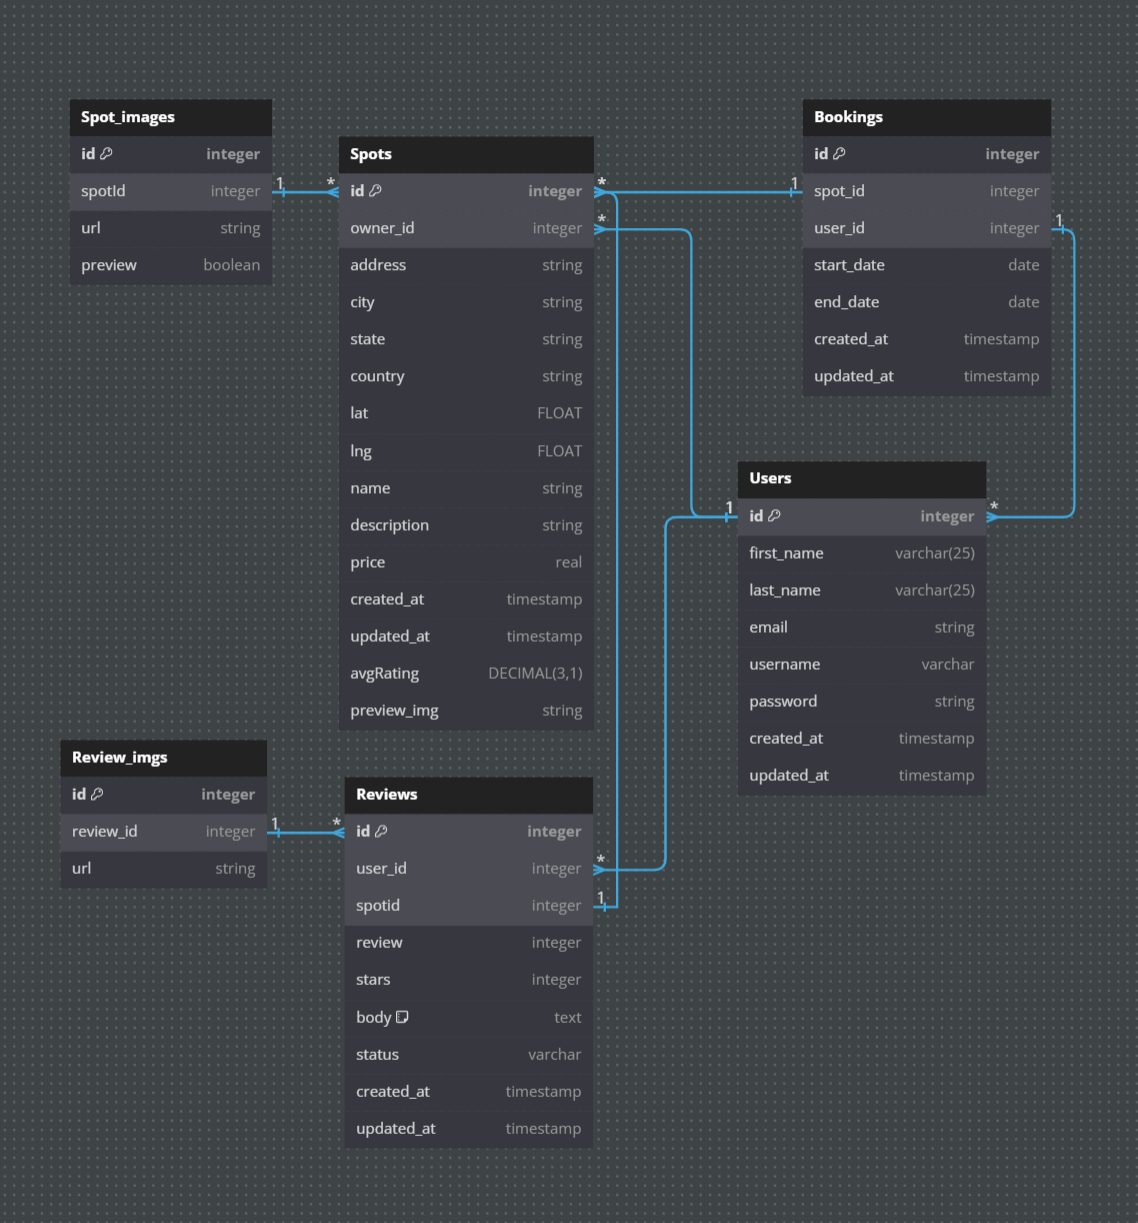 Spot_images
id integer
spotId integer
url string
preview boolean
Spots
id integer
owner_id integer
address string
city string
state string
country string
lat FLOAT
lng FLOAT
name string
description string
price real
created_at timestamp
updated_at timestamp
avgRating DECIMAL(3,1)
preview_img string
Bookings
id integer
spot_id integer
user_id integer
start_date date
end_date date
created_at timestamp
updated_at timestamp
Users
id integer
first_name varchar(25)
last_name varchar(25)
email string
username varchar
password string
created_at timestamp
updated_at timestamp
Review_imgs
id integer
review_id integer
url string
Reviews
id integer
user_id integer
spotid integer
review integer
stars integer
body text
status varchar
created_at timestamp
updated_at timestamp
1 *
* 1
*
1
1
*
1 *
*
1